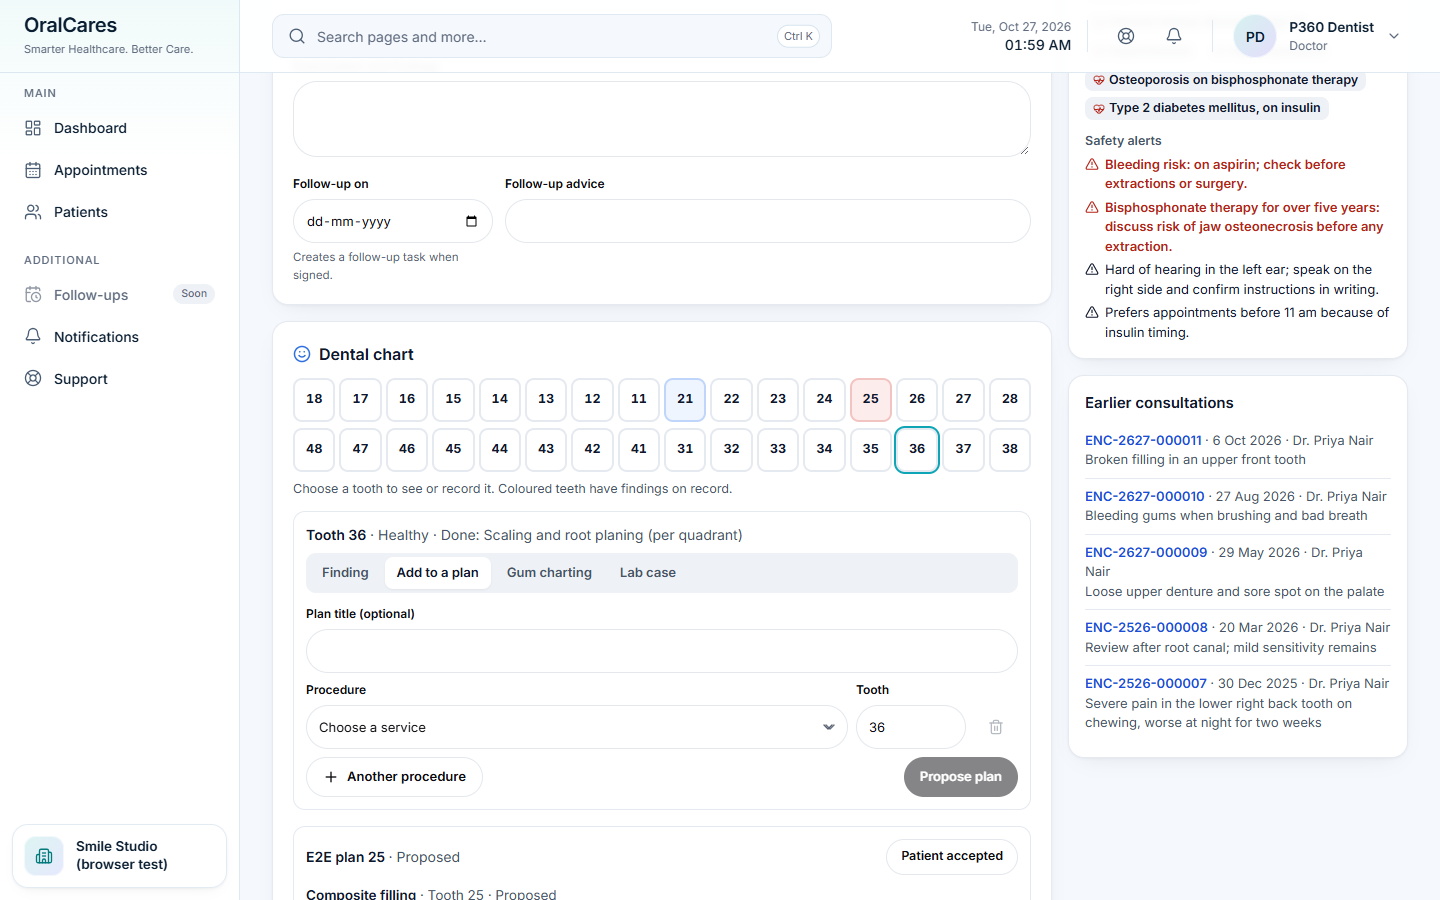 OralCares
Smarter Healthcare. Better Care.
MAIN
Dashboard
Appointments
Patients
ADDITIONAL
Follow-ups
Soon
Notifications
Support
Smile Studio
(browser test)
Search pages and more...
Ctrl K
Tue, Oct 27, 2026
01:59 AM
PD
P360 Dentist
Doctor
Follow-up on
Follow-up advice
dd-mm-yyyy
Creates a follow-up task when
signed.
Dental chart
18 17 16 15 14 13 12 11 21 22 23 24 25 26 27 28
48 47 46 45 44 43 42 41 31 32 33 34 35 36 37 38
Choose a tooth to see or record it. Coloured teeth have findings on record.
Tooth 36 · Healthy · Done: Scaling and root planing (per quadrant)
Finding
Add to a plan
Gum charting
Lab case
Plan title (optional)
Procedure
Tooth
Choose a service
36
Another procedure
Propose plan
E2E plan 25 · Proposed
Patient accepted
Composite filling · Tooth 25 · Proposed
Osteoporosis on bisphosphonate therapy
Type 2 diabetes mellitus, on insulin
Safety alerts
Bleeding risk: on aspirin; check before
extractions or surgery.
Bisphosphonate therapy for over five years:
discuss risk of jaw osteonecrosis before any
extraction.
Hard of hearing in the left ear; speak on the
right side and confirm instructions in writing.
Prefers appointments before 11 am because of
insulin timing.
Earlier consultations
ENC-2627-000011 · 6 Oct 2026 · Dr. Priya Nair
Broken filling in an upper front tooth
ENC-2627-000010 · 27 Aug 2026 · Dr. Priya Nair
Bleeding gums when brushing and bad breath
ENC-2627-000009 · 29 May 2026 · Dr. Priya
Nair
Loose upper denture and sore spot on the palate
ENC-2526-000008 · 20 Mar 2026 · Dr. Priya Nair
Review after root canal; mild sensitivity remains
ENC-2526-000007 · 30 Dec 2025 · Dr. Priya Nair
Severe pain in the lower right back tooth on
chewing, worse at night for two weeks